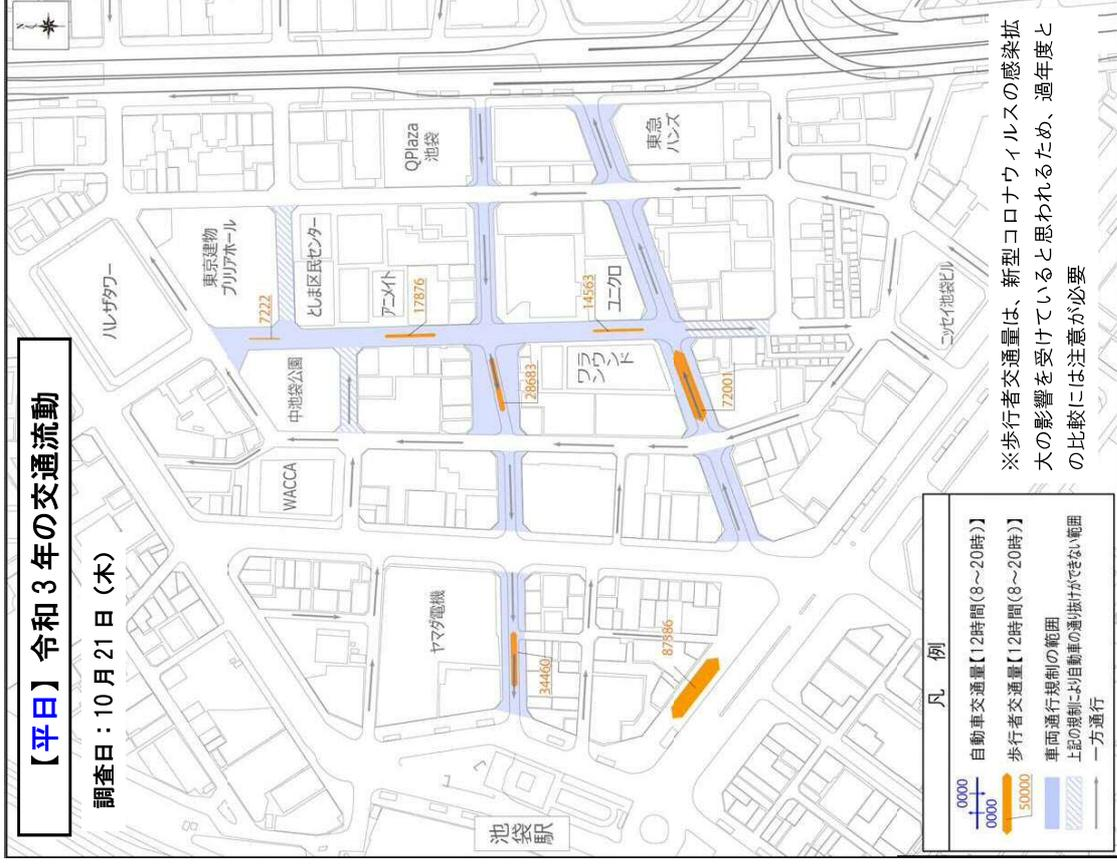 【平日】令和3年の交通流動
調査日：10月21日（木）
ハレザタワー
東京建物
ブリリアホール
7222
としま区民センター
中池袋公園
WACCA
アニメイト
17876
QPlaza
池袋
28683
ヤマダ電機
34460
池袋駅
14563
ユニクロ
ラウンド
ワン
東急
ハンズ
72001
87386
ニッセイ池袋ビル
※歩行者交通量は、新型コロナウィルスの感染拡
大の影響を受けていると思われるため、過年度と
の比較には注意が必要
凡 例
0000
0000
自動車交通量【12時間(8～20時)】
50000
歩行者交通量【12時間(8～20時)】
車両通行規制の範囲
上記の規制により自動車の通り抜けができない範囲
一方通行